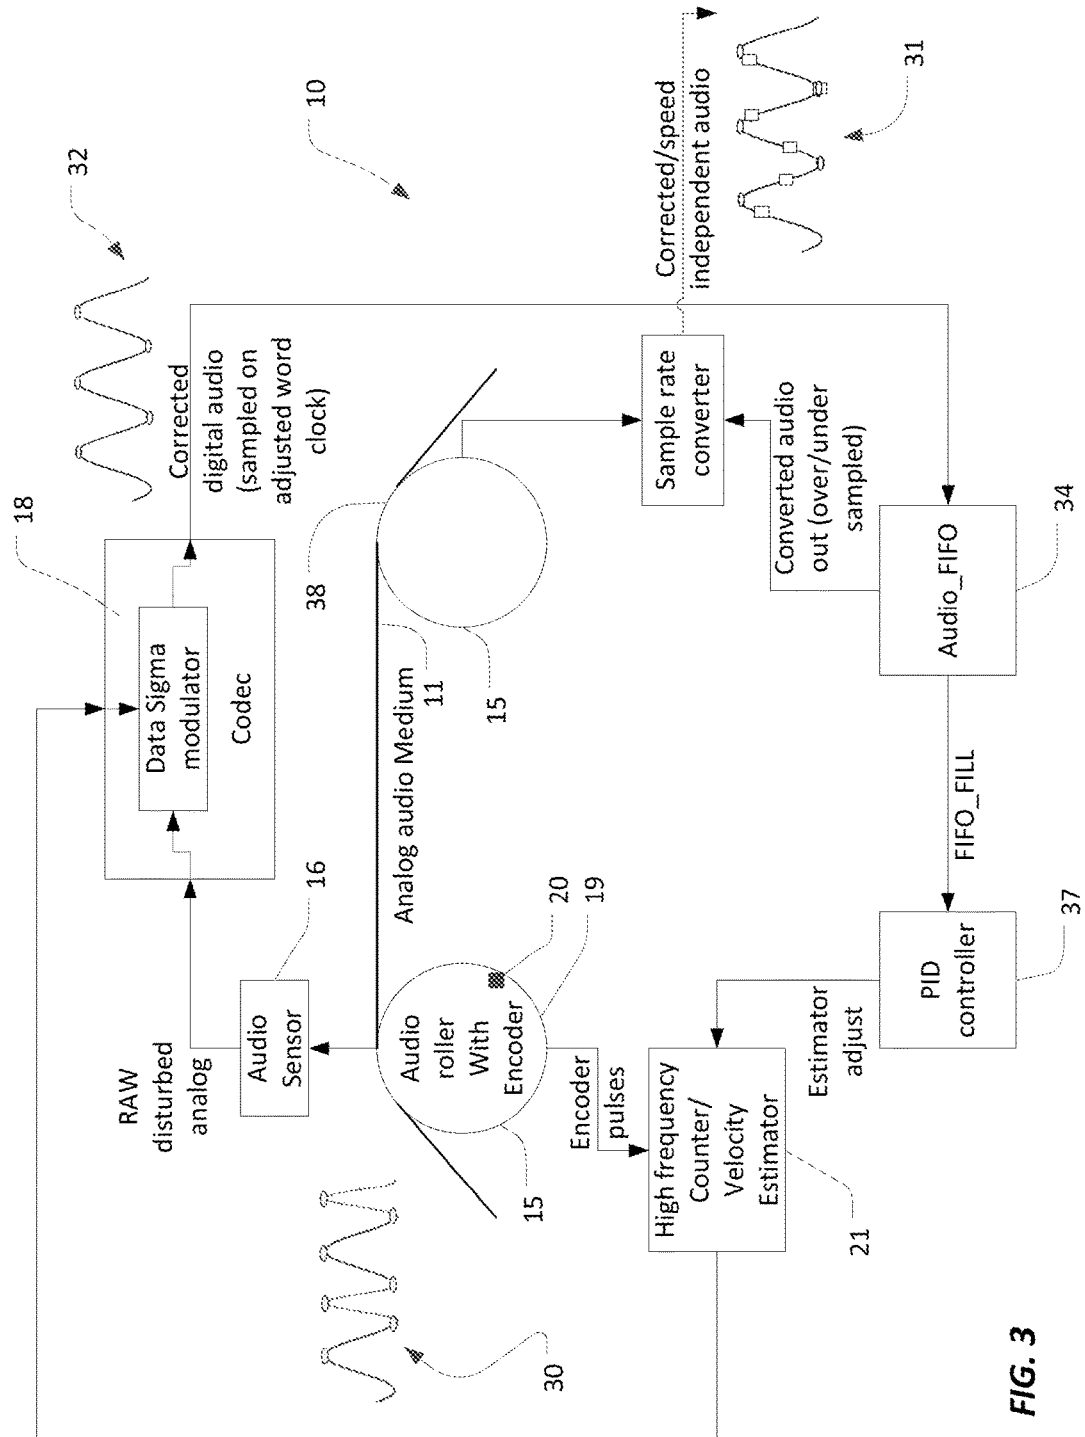 32
18
Data Sigma
modulator
Codec
Corrected
digital audio
(sampled on
adjusted word
clock)
RAW
disturbed
analog
Audio
Sensor
16
10
30
15
Audio
roller
With
Encoder
20
19
Analog audio Medium
11
38
15
Encoder
pulses
High frequency
Counter/
Velocity
Estimator
21
Estimator
adjust
PID
controller
37
FIFO_FILL
Audio_FIFO
34
Converted audio
out (over/under
sampled)
Sample rate
converter
Corrected/speed
independent audio
31
FIG. 3